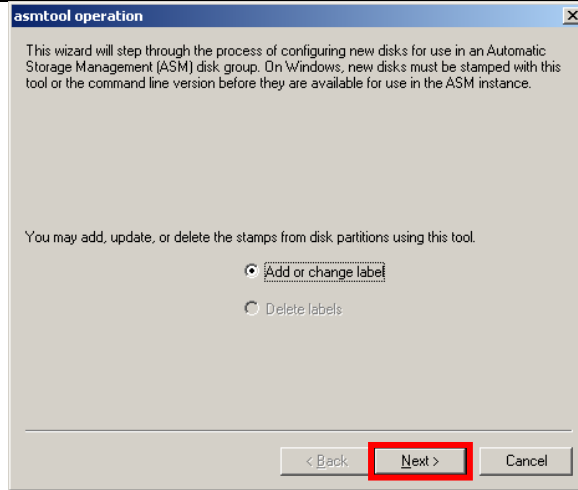 asmtool operation
This wizard will step through the process of configuring new disks for use in an Automatic
Storage Management (ASM) disk group. On Windows, new disks must be stamped with this
tool or the command line version before they are available for use in the ASM instance.
You may add, update, or delete the stamps from disk partitions using this tool.
Add or change label
Delete labels
< Back
Next >
Cancel